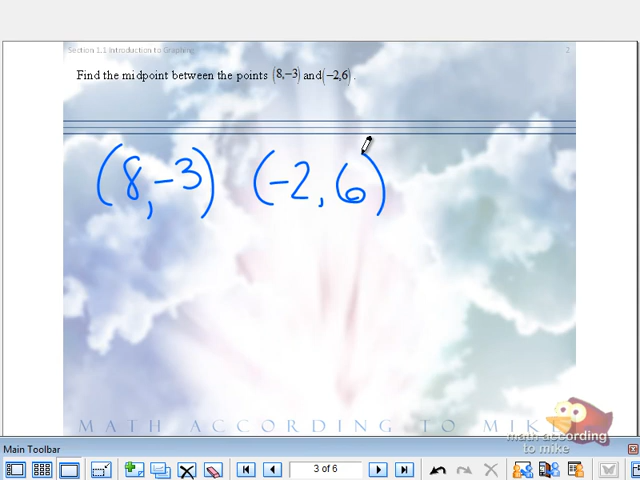 Section 1.1 Introduction to Graphing 2
Find the midpoint between the points (8,−3) and (−2,6) .
(8,-3) (-2,6)
MATH ACCORDING TO MIKE
math according
to mike
Main Toolbar
3 of 6